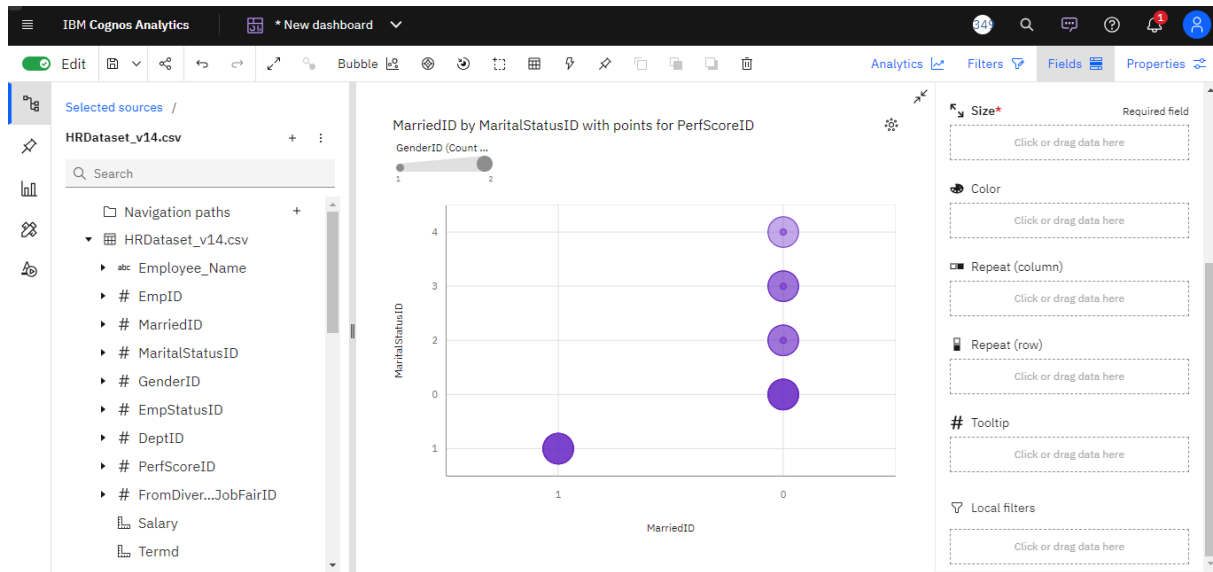 IBM Cognos Analytics
* New dashboard
349
1
Edit
Bubble
Analytics
Filters
Fields
Properties
Selected sources /
HRDataset_v14.csv
Search
Navigation paths
HRDataset_v14.csv
abc Employee_Name
# EmpID
# MarriedID
# MaritalStatusID
# GenderID
# EmpStatusID
# DeptID
# PerfScoreID
# FromDiver...JobFairID
Salary
Termd
MarriedID by MaritalStatusID with points for PerfScoreID
GenderID (Count ...
1 2
MaritalStatusID
4
3
2
0
1
1 0
MarriedID
Size* Required field
Click or drag data here
Color
Click or drag data here
Repeat (column)
Click or drag data here
Repeat (row)
Click or drag data here
# Tooltip
Click or drag data here
Local filters
Click or drag data here